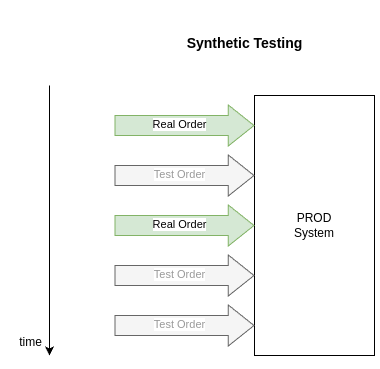 Synthetic Testing
Real Order
Test Order
Real Order
PROD
System
Test Order
Test Order
time